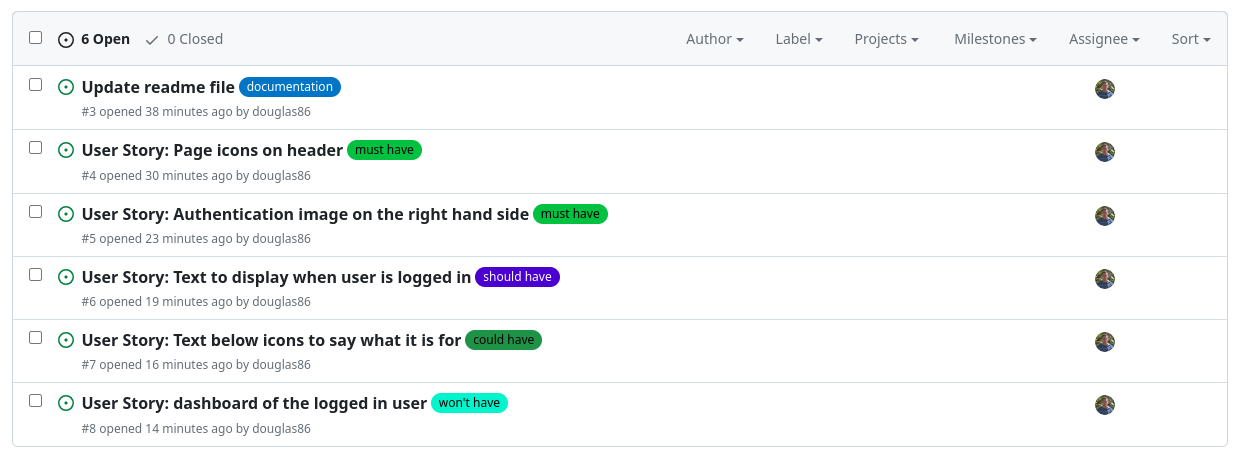 6 Open 0 Closed Author Label Projects Milestones Assignee Sort
Update readme file documentation
#3 opened 38 minutes ago by douglas86
User Story: Page icons on header must have
#4 opened 30 minutes ago by douglas86
User Story: Authentication image on the right hand side must have
#5 opened 23 minutes ago by douglas86
User Story: Text to display when user is logged in should have
#6 opened 19 minutes ago by douglas86
User Story: Text below icons to say what it is for could have
#7 opened 16 minutes ago by douglas86
User Story: dashboard of the logged in user won't have
#8 opened 14 minutes ago by douglas86